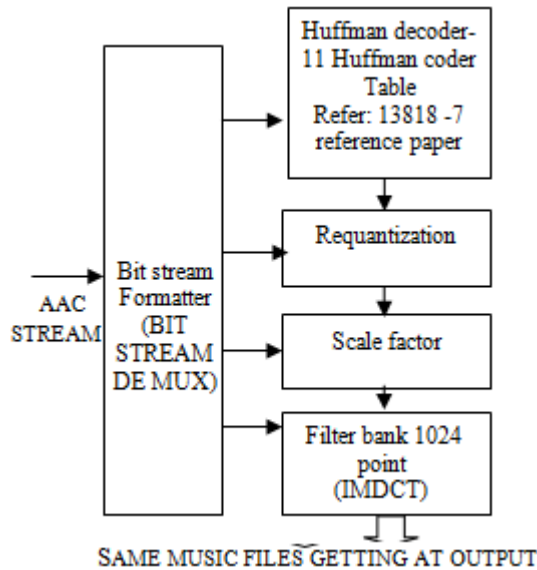 Huffman decoder-
11 Huffman coder
Table
Refer: 13818 -7
reference paper
Requantization
Bit stream
Formatter
(BIT
STREAM
DE MUX)
AAC
STREAM
Scale factor
Filter bank 1024
point
(IMDCT)
SAME MUSIC FILES GETTING AT OUTPUT